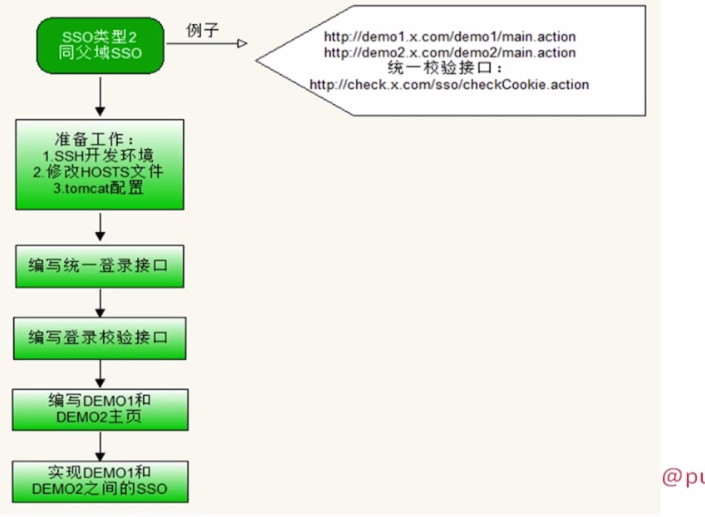 SSO类型2
同父域SSO
例子
http://demo1.x.com/demo1/main.action
http://demo2.x.com/demo2/main.action
统一校验接口：
http://check.x.com/sso/checkCookie.action
准备工作：
1.SSH开发环境
2.修改HOSTS文件
3.tomcat配置
编写统一登录接口
编写登录校验接口
编写DEMO1和
DEMO2主页
实现DEMO1和
DEMO2之间的SSO